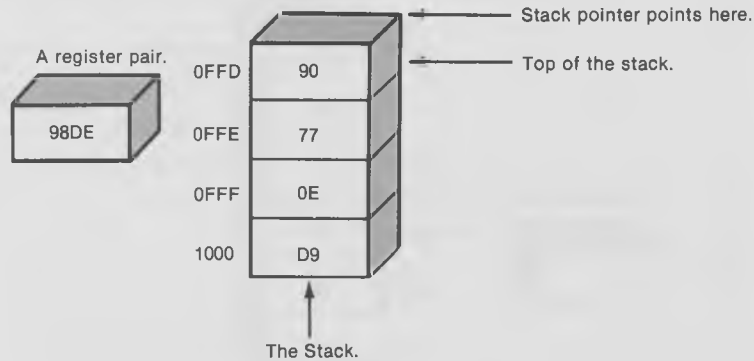 Stack pointer points here.
A register pair.
0FFD
90
Top of the stack.
98DE
0FFE
77
0FFF
0E
1000
D9
The Stack.